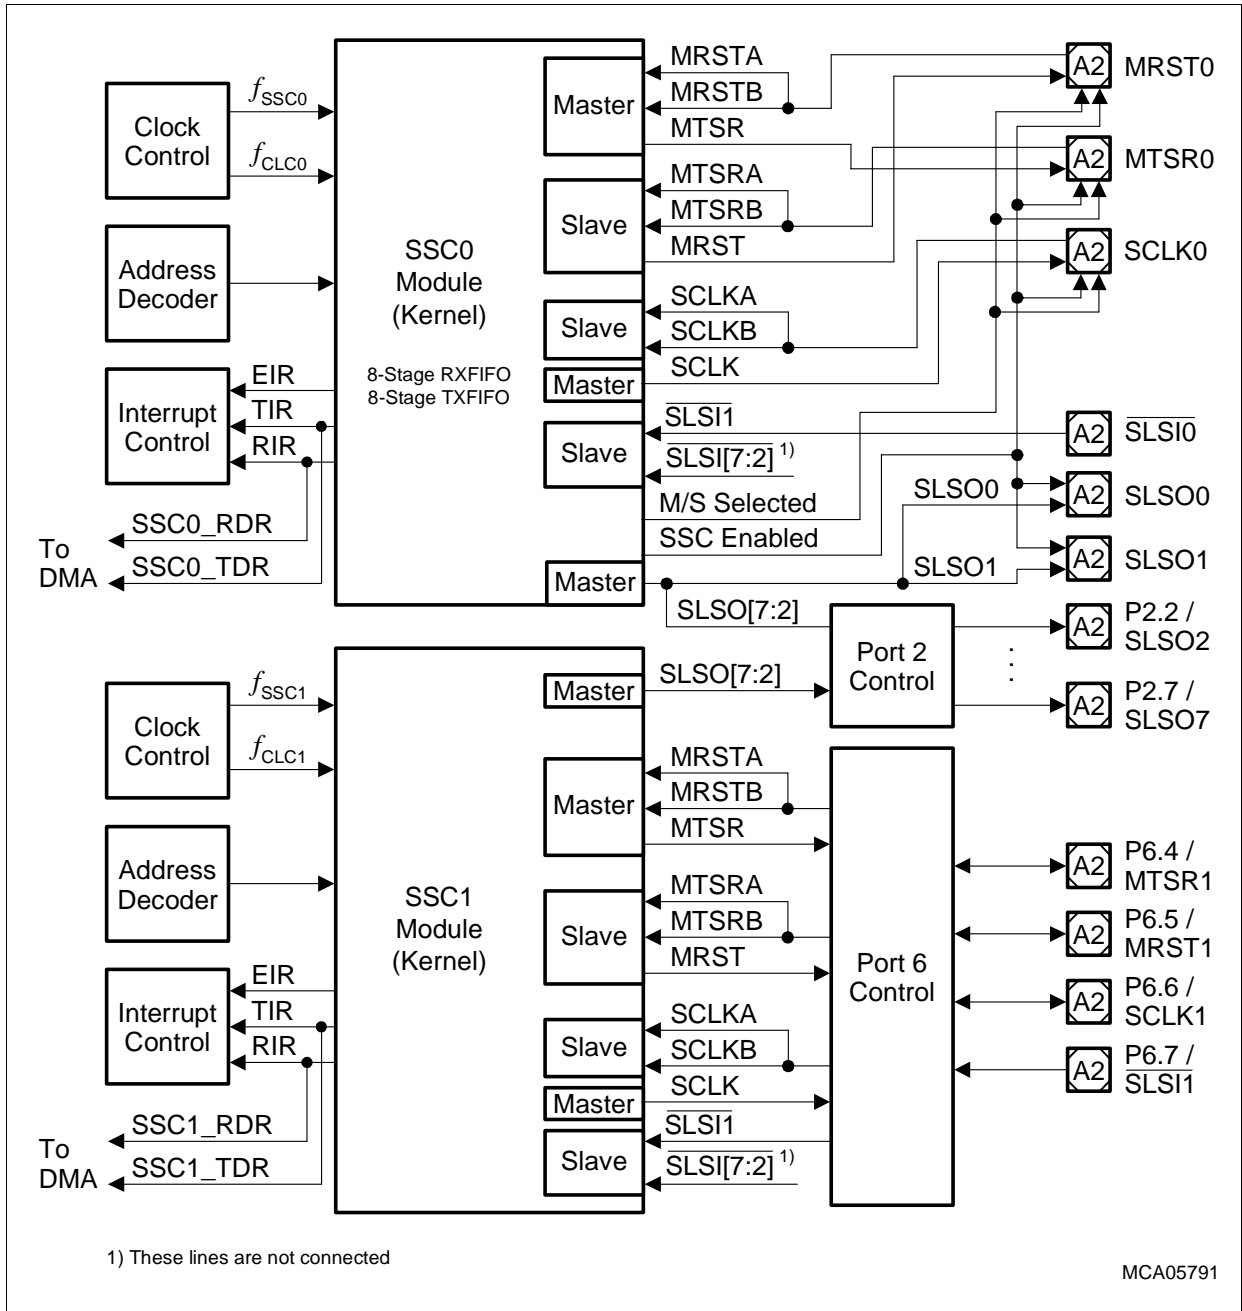 Clock
Control
fSSC0
fCLC0
Address
Decoder
Interrupt
Control
EIR
TIR
RIR
To
DMA
SSC0_RDR
SSC0_TDR
SSC0
Module
(Kernel)
8-Stage RXFIFO
8-Stage TXFIFO
Master
Slave
Slave
Master
Slave
Master
MRSTA
MRSTB
MTSR
MTSRA
MTSRB
MRST
SCLKA
SCLKB
SCLK
SLSI1
SLSI[7:2] 1)
M/S Selected
SSC Enabled
SLSO0
SLSO1
SLSO[7:2]
A2 MRST0
A2 MTSR0
A2 SCLK0
A2 SLSI0
A2 SLSO0
A2 SLSO1
A2 P2.2 /
SLSO2
.
.
.
A2 P2.7 /
SLSO7
Port 2
Control
Clock
Control
fSSC1
fCLC1
Address
Decoder
Interrupt
Control
EIR
TIR
RIR
To
DMA
SSC1_RDR
SSC1_TDR
SSC1
Module
(Kernel)
Master
Master
Slave
Slave
Master
Slave
SLSO[7:2]
MRSTA
MRSTB
MTSR
MTSRA
MTSRB
MRST
SCLKA
SCLKB
SCLK
SLSI1
SLSI[7:2] 1)
Port 6
Control
A2 P6.4 /
MTSR1
A2 P6.5 /
MRST1
A2 P6.6 /
SCLK1
A2 P6.7 /
SLSI1
1) These lines are not connected
MCA05791